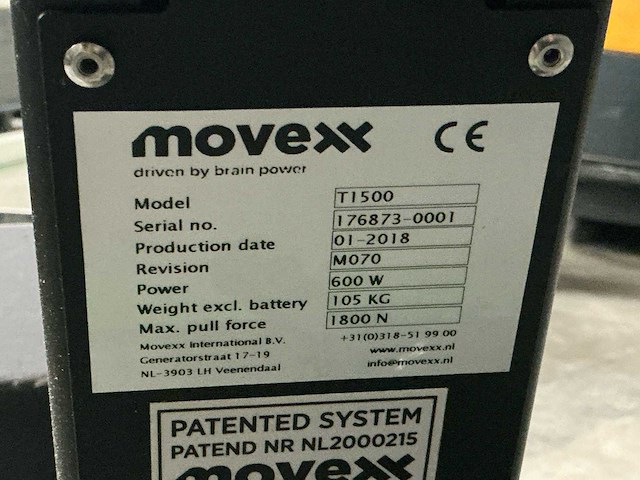 movexx CE
driven by brain power
Model T1500
Serial no. 176873-0001
Production date 01-2018
Revision M070
Power 600 W
Weight excl. battery 105 KG
Max. pull force 1800 N
Movexx International B.V. +31(0)318-51 99 00
Generatorstraat 17-19 www.movexx.nl
NL-3903 LH Veenendaal info@movexx.nl
PATENTED SYSTEM
PATEND NR NL2000215
movexx